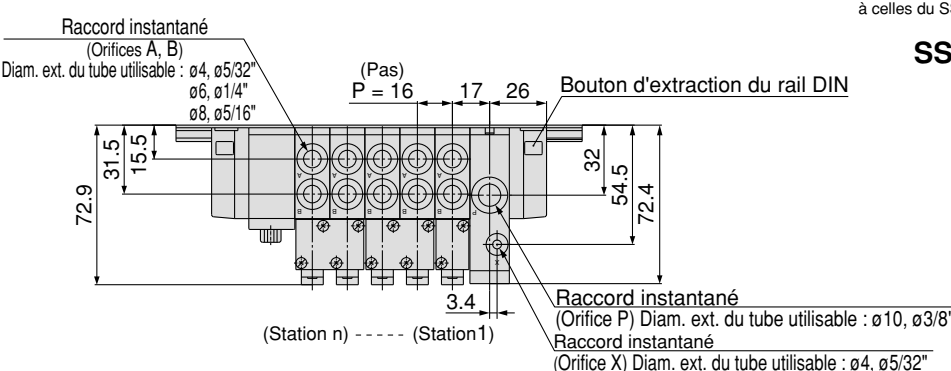 à celles du S
SS
Raccord instantané
(Orifices A, B)
Diam. ext. du tube utilisable : ø4, ø5/32"
ø6, ø1/4"
ø8, ø5/16"
(Pas)
P = 16
17
26
Bouton d'extraction du rail DIN
72.9
31.5
15.5
32
54.5
72.4
A A A A A
B B B B B
P
X
3.4
(Station n) ----- (Station1)
Raccord instantané
(Orifice P) Diam. ext. du tube utilisable : ø10, ø3/8"
Raccord instantané
(Orifice X) Diam. ext. du tube utilisable : ø4, ø5/32"